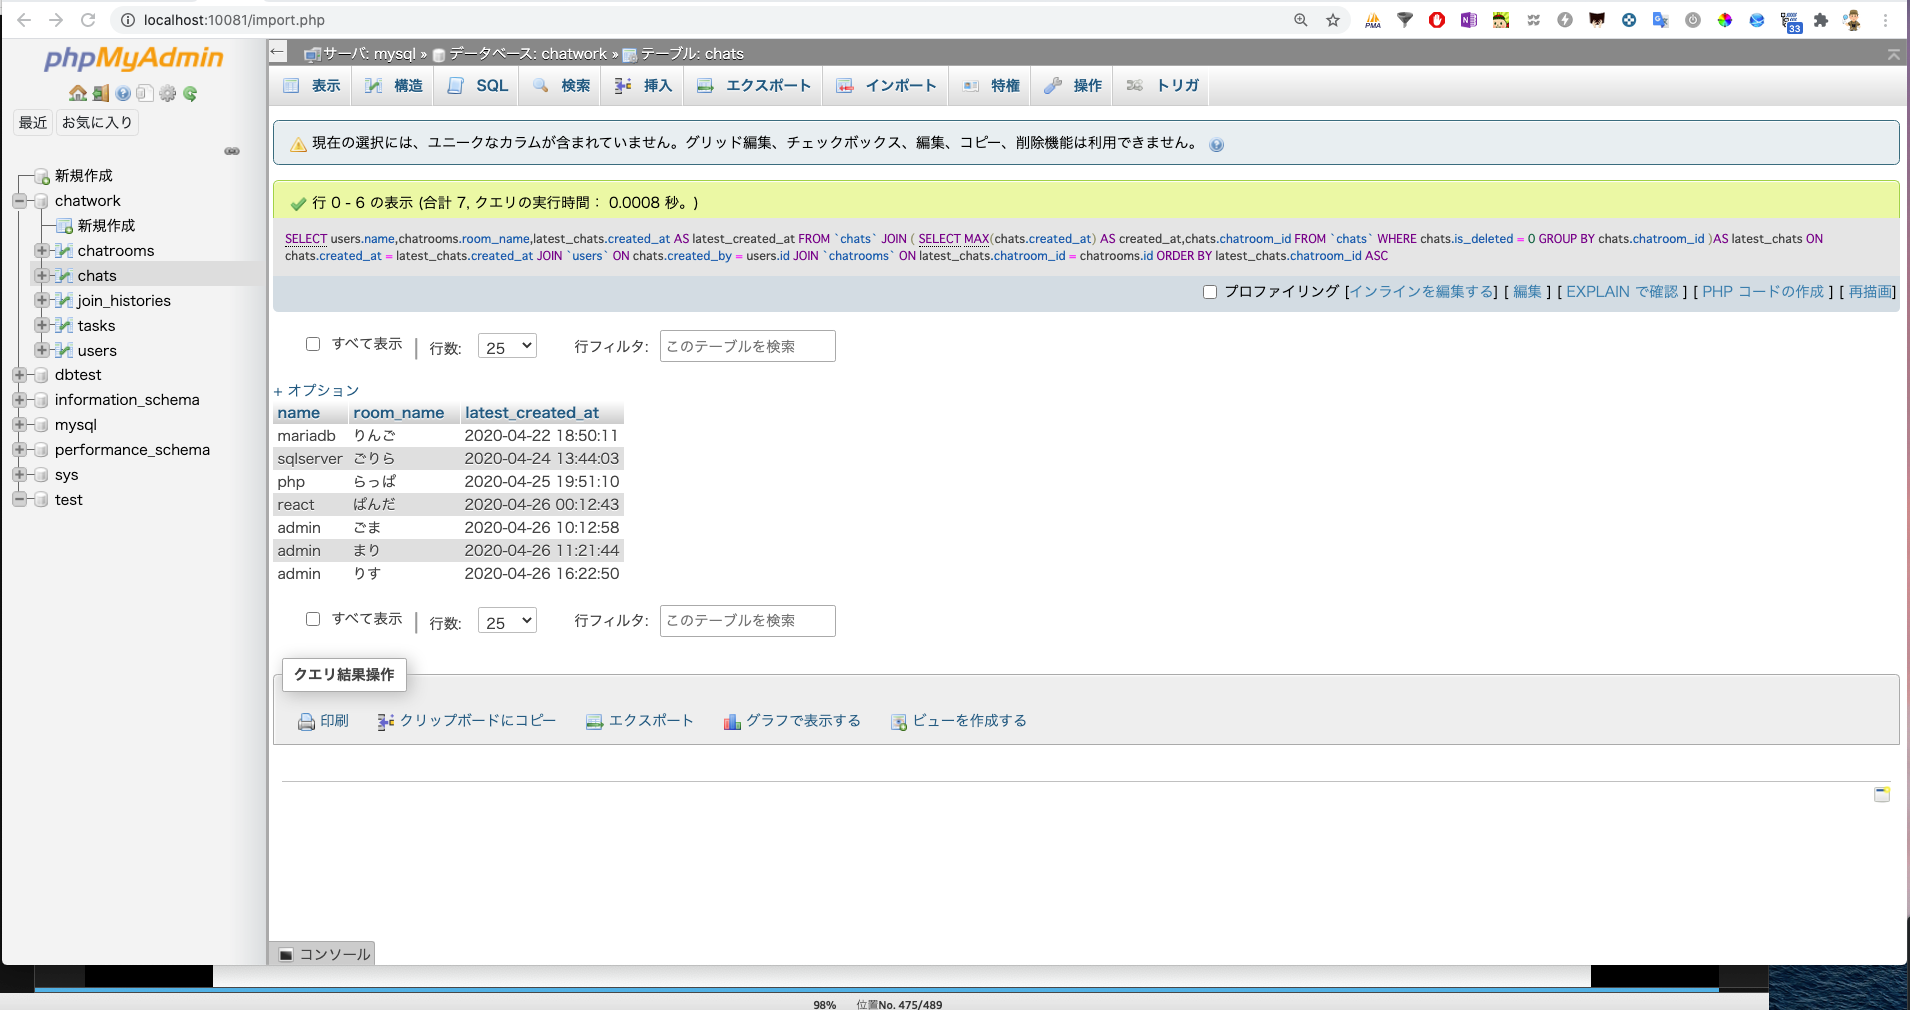 localhost:10081/import.php
33
phpMyAdmin
最近 お気に入り
新規作成
chatwork
新規作成
chatrooms
chats
join_histories
tasks
users
dbtest
information_schema
mysql
performance_schema
sys
test
サーバ: mysql » データベース: chatwork » テーブル: chats
表示 構造 SQL 検索 挿入 エクスポート インポート 特権 操作 トリガ
現在の選択には、ユニークなカラムが含まれていません。グリッド編集、チェックボックス、編集、コピー、削除機能は利用できません。
行 0 - 6 の表示 (合計 7, クエリの実行時間： 0.0008 秒。)
SELECT users.name,chatrooms.room_name,latest_chats.created_at AS latest_created_at FROM `chats` JOIN ( SELECT MAX(chats.created_at) AS created_at,chats.chatroom_id FROM `chats` WHERE chats.is_deleted = 0 GROUP BY chats.chatroom_id )AS latest_chats ON
chats.created_at = latest_chats.created_at JOIN `users` ON chats.created_by = users.id JOIN `chatrooms` ON latest_chats.chatroom_id = chatrooms.id ORDER BY latest_chats.chatroom_id ASC
プロファイリング [インラインを編集する] [ 編集 ] [ EXPLAIN で確認 ] [ PHP コードの作成 ] [ 再描画]
すべて表示 | 行数: 25 行フィルタ: このテーブルを検索
+ オプション
name room_name latest_created_at
mariadb りんご 2020-04-22 18:50:11
sqlserver ごりら 2020-04-24 13:44:03
php らっぱ 2020-04-25 19:51:10
react ぱんだ 2020-04-26 00:12:43
admin ごま 2020-04-26 10:12:58
admin まり 2020-04-26 11:21:44
admin りす 2020-04-26 16:22:50
すべて表示 | 行数: 25 行フィルタ: このテーブルを検索
クエリ結果操作
印刷 クリップボードにコピー エクスポート グラフで表示する ビューを作成する
コンソール
98% 位置No. 475/489